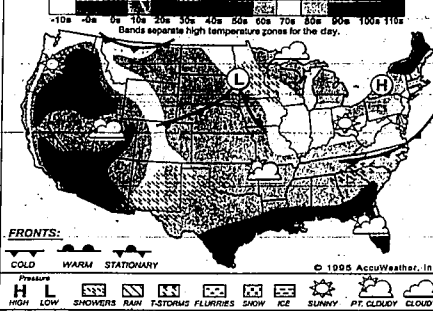 -10s -0s 0s 10s 20s 30s 40s 50s 60s 70s 80s 90s 100s 110s
Bands separate high temperature zones for the day.
L
H
FRONTS:
COLD WARM STATIONARY
© 1995 AccuWeather, In
Pressure
H L
HIGH LOW SHOWERS RAIN T-STORMS FLURRIES SNOW ICE SUNNY PT. CLOUDY CLOUDY